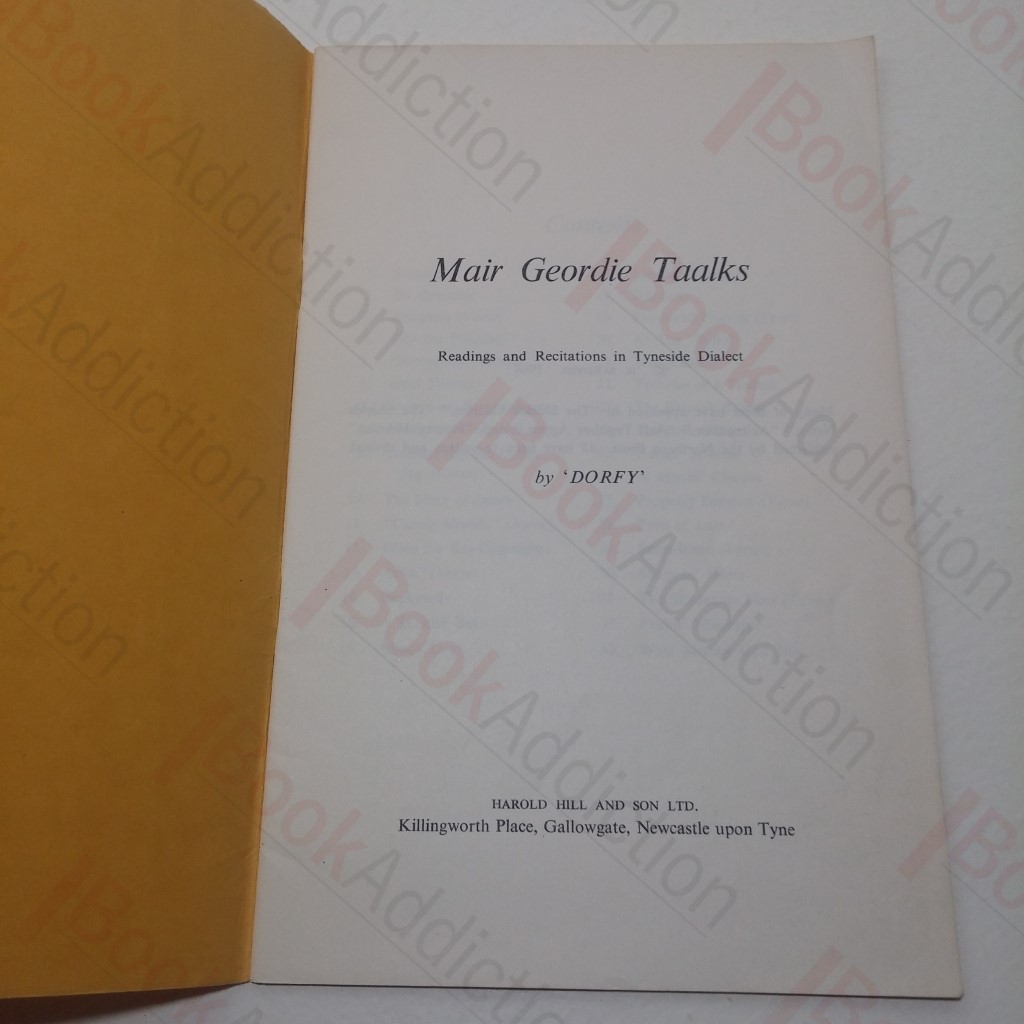 Mair Geordie Taalks
Readings and Recitations in Tyneside Dialect
by ‘DORFY’
HAROLD HILL AND SON LTD.
Killingworth Place, Gallowgate, Newcastle upon Tyne
BookAddiction